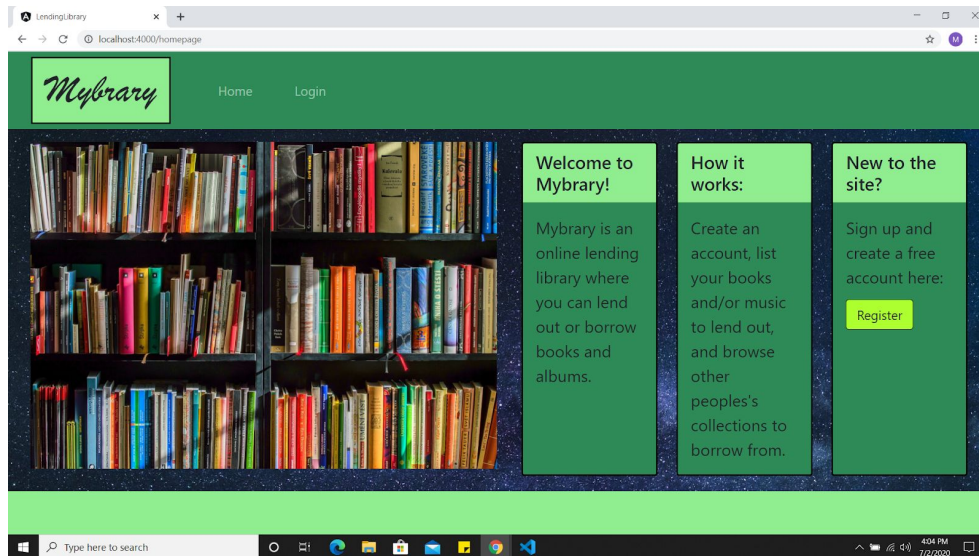 LendingLibrary
localhost:4000/homepage
M
Mybrary
Home
Login
Welcome to
Mybrary!
Mybrary is an
online lending
library where
you can lend
out or borrow
books and
albums.
How it
works:
Create an
account, list
your books
and/or music
to lend out,
and browse
other
peoples's
collections to
borrow from.
New to the
site?
Sign up and
create a free
account here:
Register
Type here to search
4:04 PM
7/2/2020